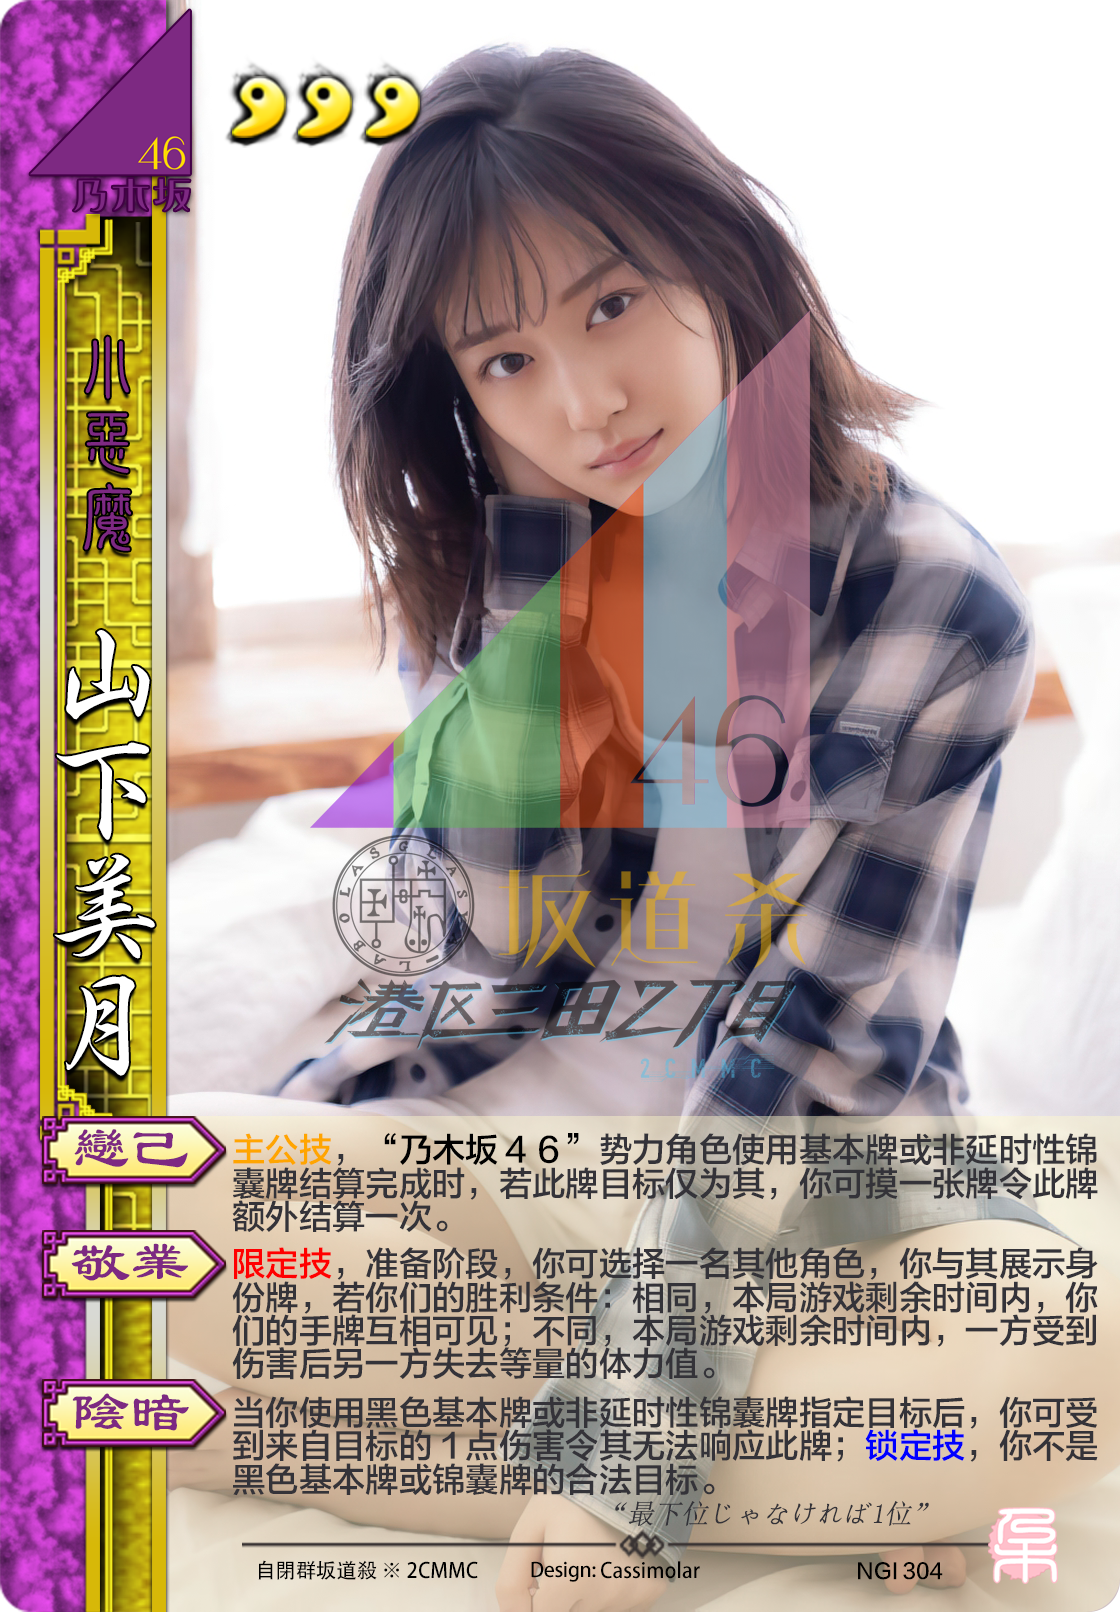 46
乃木坂
小惡魔
山下美月
46
GLASYALABOLAS
坂道杀
港区三田2丁目
2.CMMC
變己
主公技，“乃木坂４６”势力角色使用基本牌或非延时性锦
囊牌结算完成时，若此牌目标仅为其，你可摸一张牌令此牌
额外结算一次。
敬業
限定技，准备阶段，你可选择一名其他角色，你与其展示身
份牌，若你们的胜利条件：相同，本局游戏剩余时间内，你
们的手牌互相可见；不同，本局游戏剩余时间内，一方受到
伤害后另一方失去等量的体力值。
陰暗
当你使用黑色基本牌或非延时性锦囊牌指定目标后，你可受
到来自目标的1点伤害令其无法响应此牌；锁定技，你不是
黑色基本牌或锦囊牌的合法目标。
“最下位じゃなければ1位”
自閉群坂道殺 ※ 2CMMC
Design: Cassimolar
NGI 304